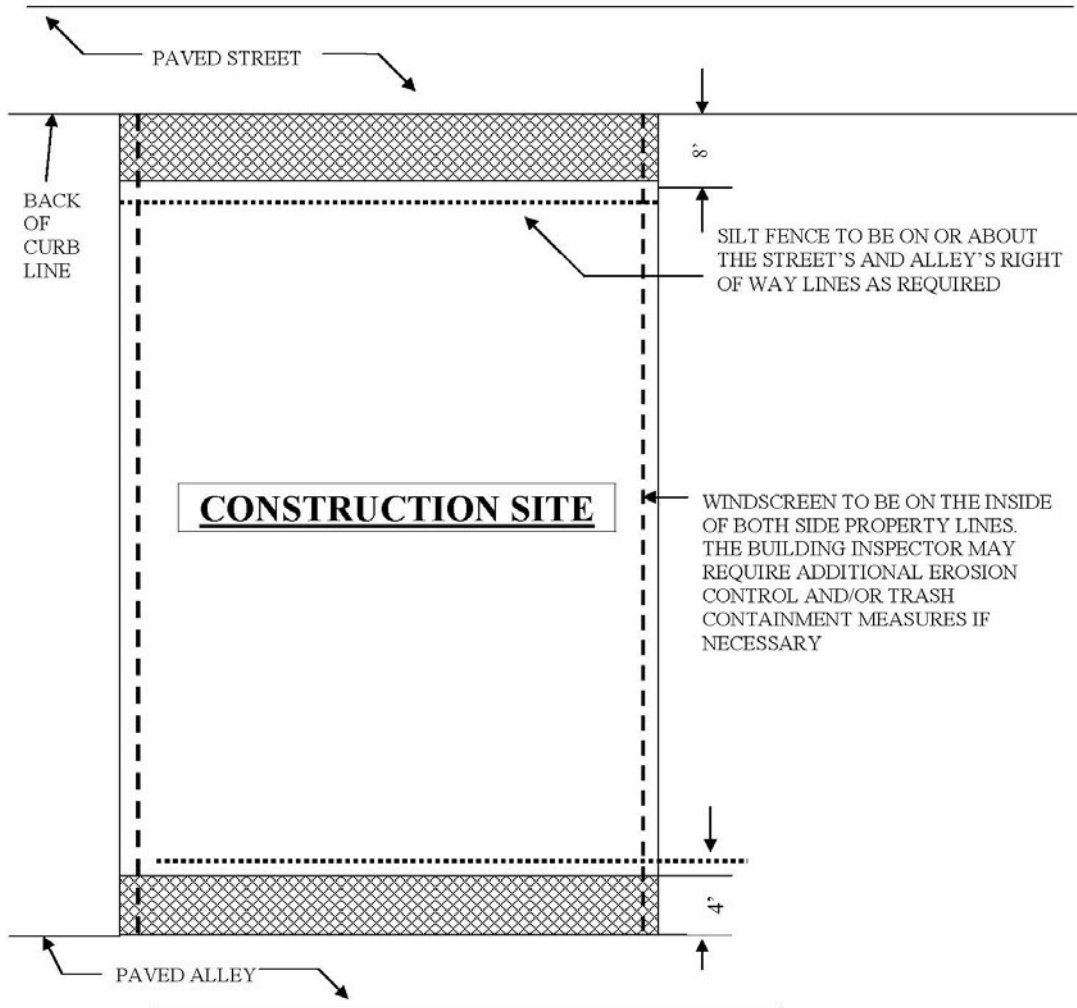 PAVED STREET
8’
BACK
OF
CURB
LINE
SILT FENCE TO BE ON OR ABOUT
THE STREET’S AND ALLEY’S RIGHT
OF WAY LINES AS REQUIRED
CONSTRUCTION SITE
WINDSCREEN TO BE ON THE INSIDE
OF BOTH SIDE PROPERTY LINES.
THE BUILDING INSPECTOR MAY
REQUIRE ADDITIONAL EROSION
CONTROL AND/OR TRASH
CONTAINMENT MEASURES IF
NECESSARY
4’
PAVED ALLEY